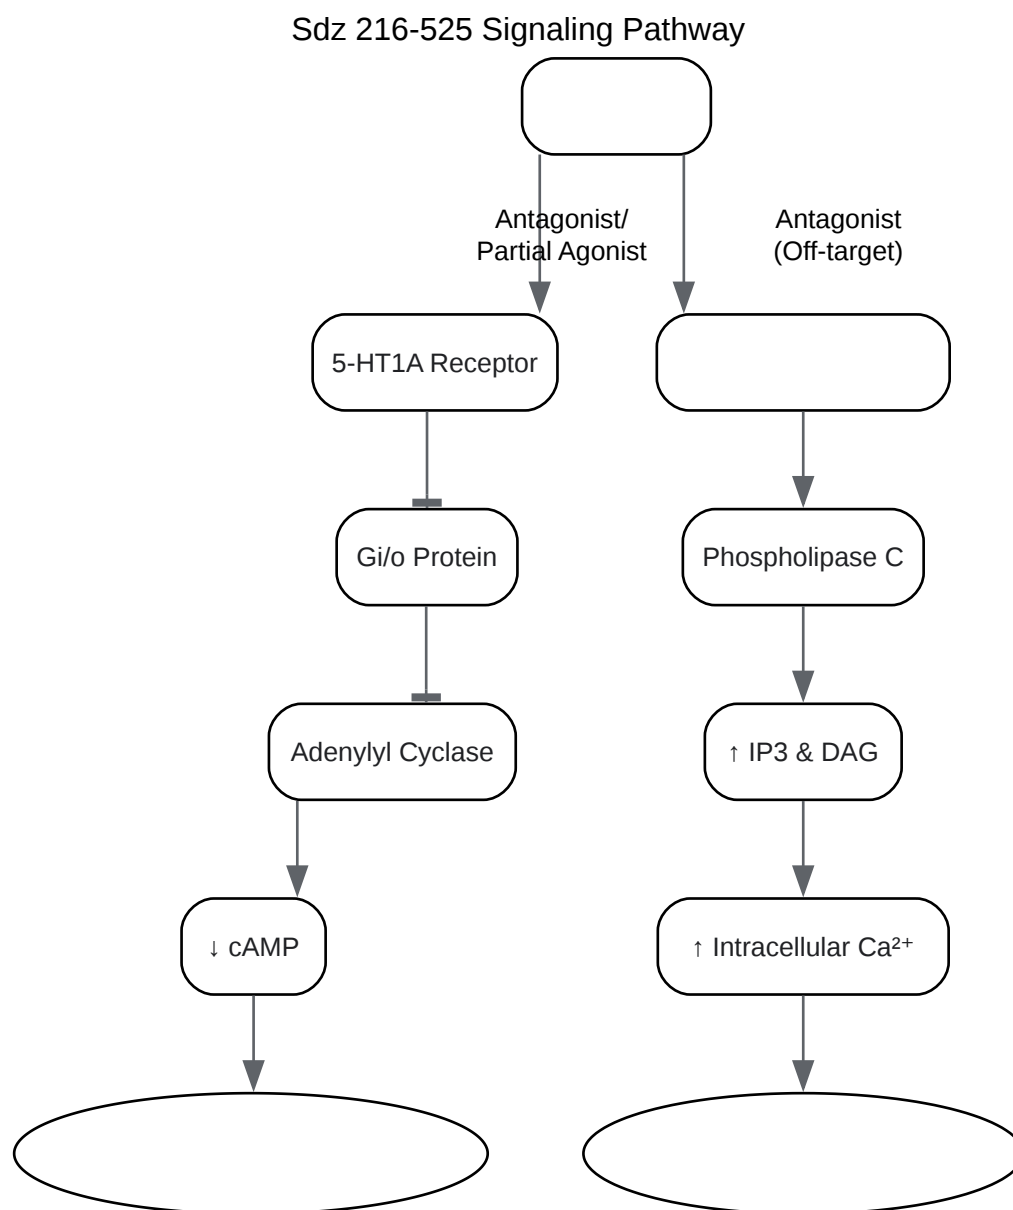 Sdz 216-525 Signaling Pathway
Antagonist/
Partial Agonist
Antagonist
(Off-target)
5-HT1A Receptor
Gi/o Protein
Phospholipase C
Adenylyl Cyclase
↑ IP3 & DAG
↓ cAMP
↑ Intracellular Ca²⁺